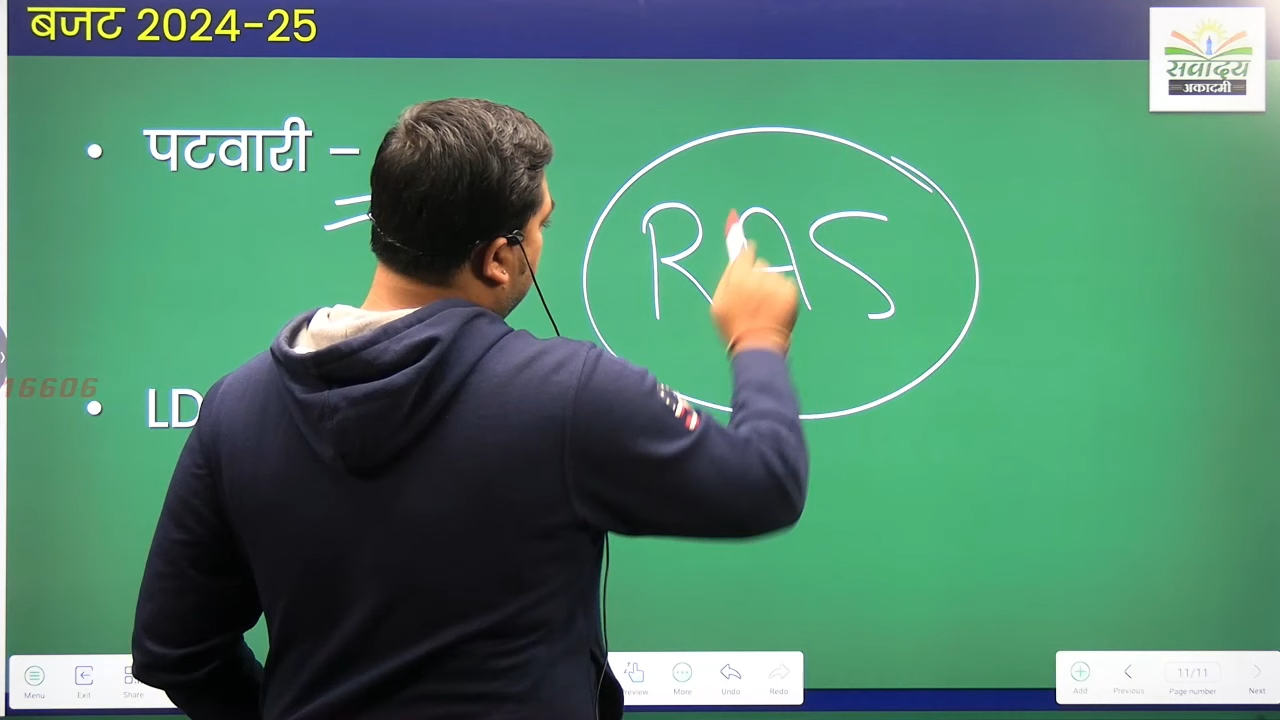 बजट 2024-25
सर्वोदय
अकादमी
पटवारी -
RAS
16606
LD
Menu
Exit
Share
More
Undo
Redo
Add
Previous
11/11
Page number
Next